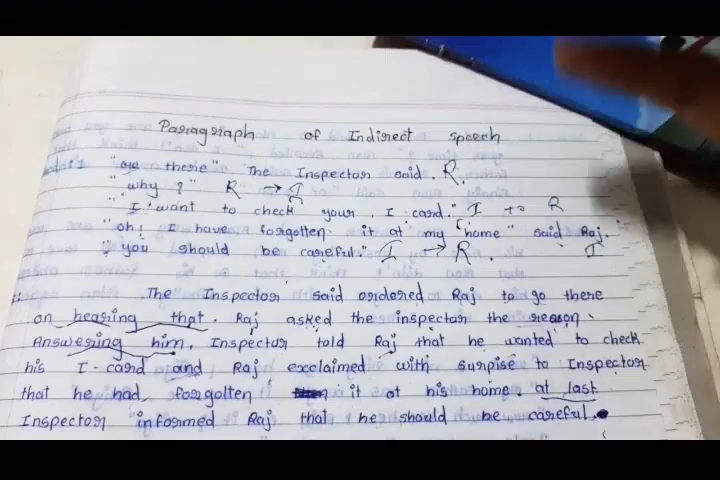 Paragraph of Indirect speech
"go there" The Inspector said R.
"why ?" R → I
"I want to check your I card." I to R
"oh! I have forgotten it at my home" said Raj.
"you should be careful." I → R. I
The Inspector said ordered Raj to go there
on hearing that. Raj asked the inspector the reason.
Answering him, Inspector told Raj that he wanted to check
his I-card and Raj exclaimed with surpise to Inspector
that he had forgotten it at his home. at last
Inspector informed Raj that he should be careful.